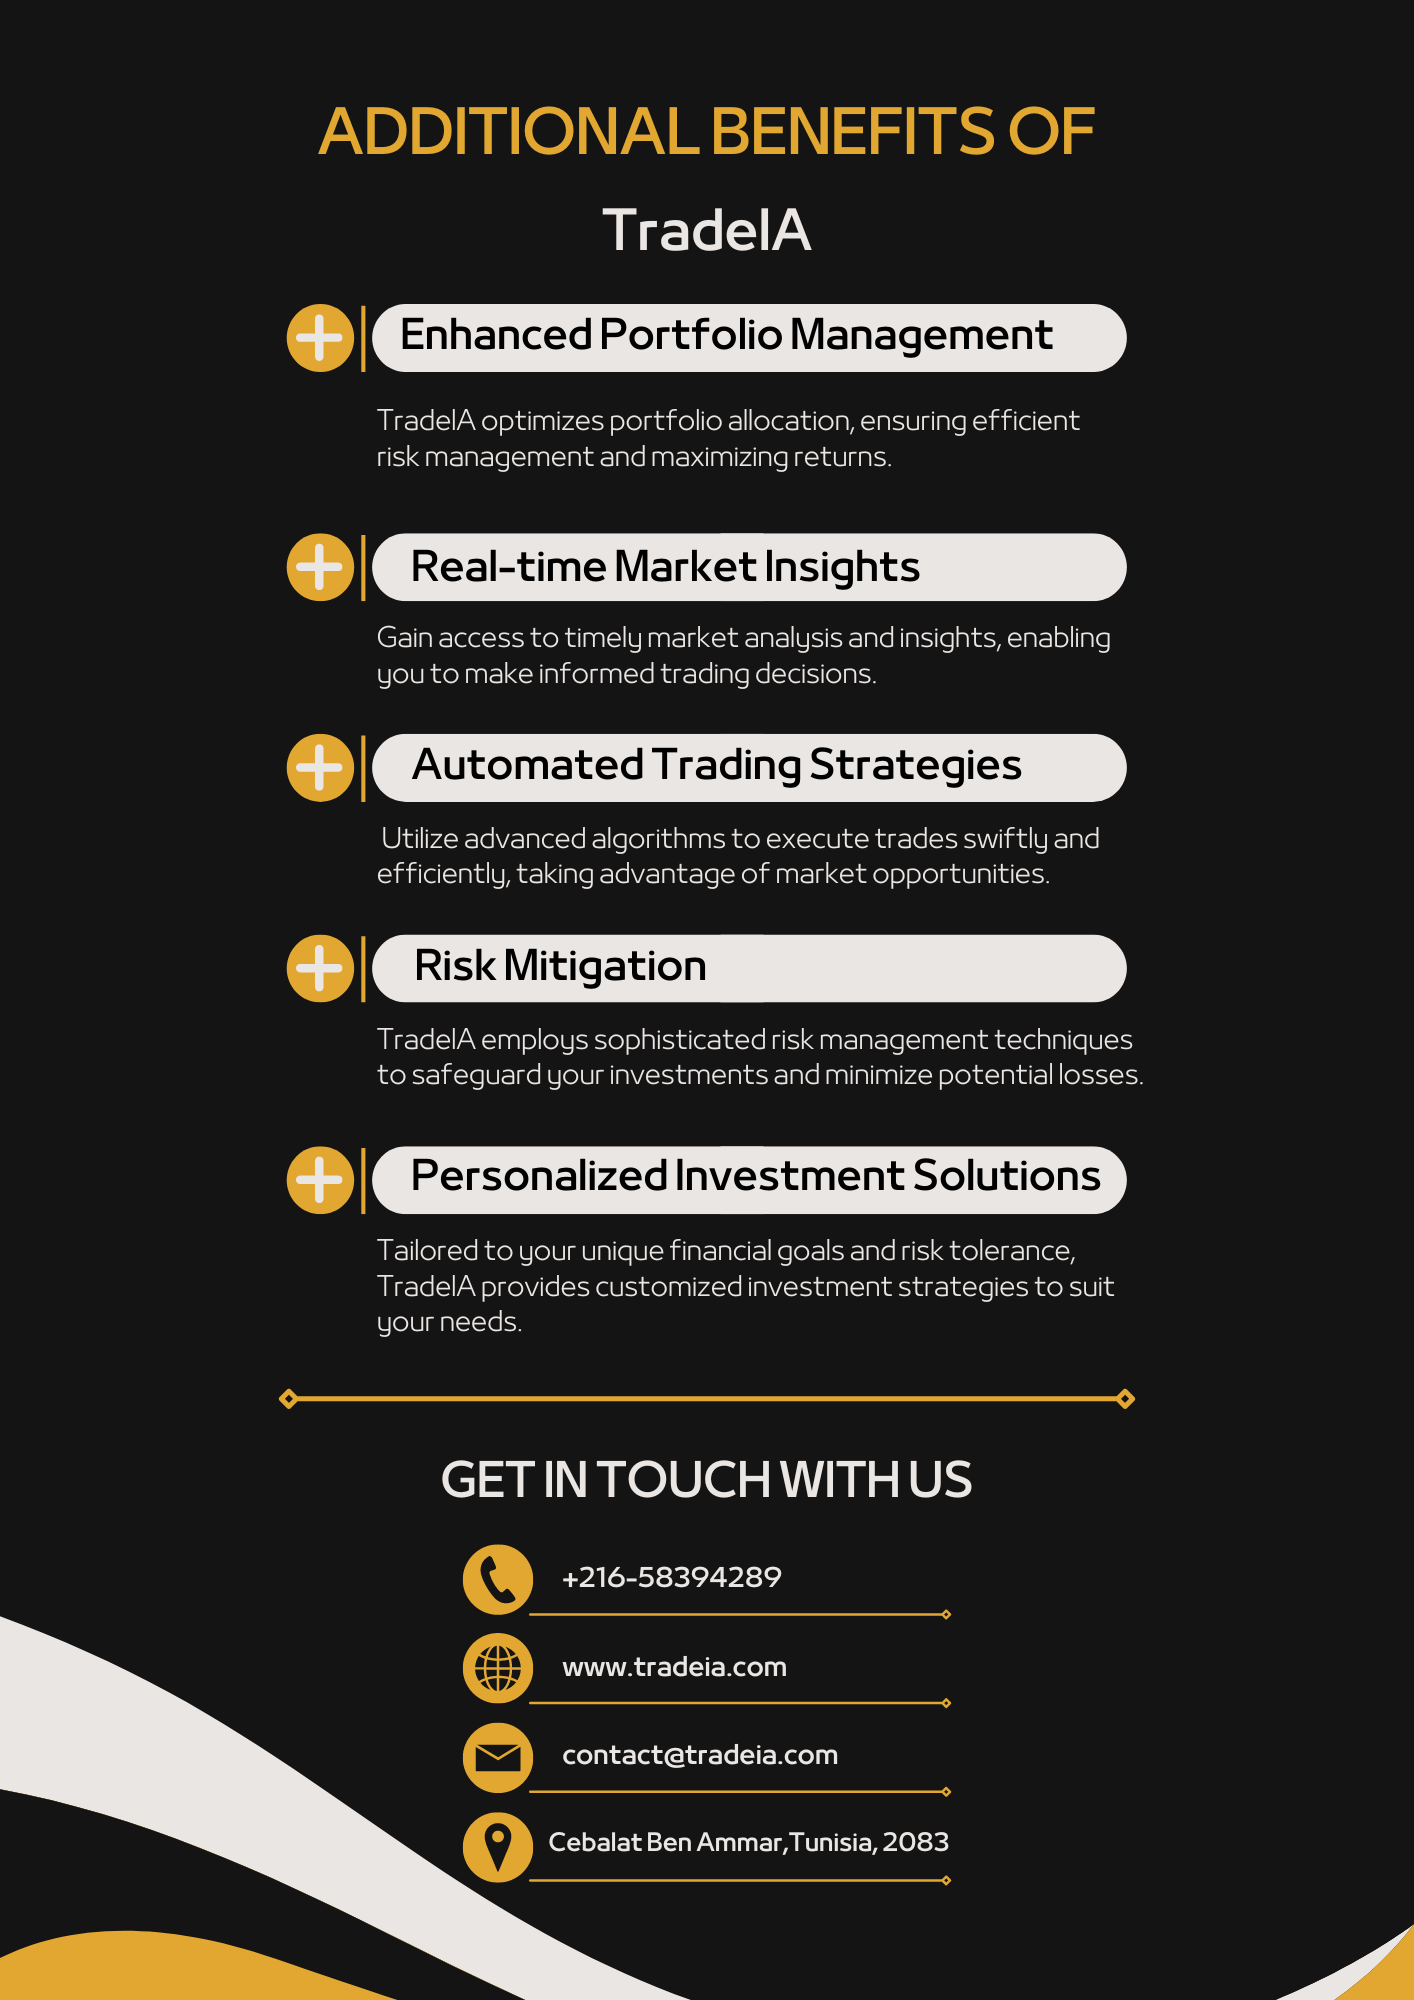 ADDITIONAL BENEFITS OF
TradeIA
Enhanced Portfolio Management
TradeIA optimizes portfolio allocation, ensuring efficient
risk management and maximizing returns.
Real-time Market Insights
Gain access to timely market analysis and insights, enabling
you to make informed trading decisions.
Automated Trading Strategies
Utilize advanced algorithms to execute trades swiftly and
efficiently, taking advantage of market opportunities.
Risk Mitigation
TradeIA employs sophisticated risk management techniques
to safeguard your investments and minimize potential losses.
Personalized Investment Solutions
Tailored to your unique financial goals and risk tolerance,
TradeIA provides customized investment strategies to suit
your needs.
GET IN TOUCH WITH US
+216-58394289
www.tradeia.com
contact@tradeia.com
Cebalat Ben Ammar,Tunisia, 2083